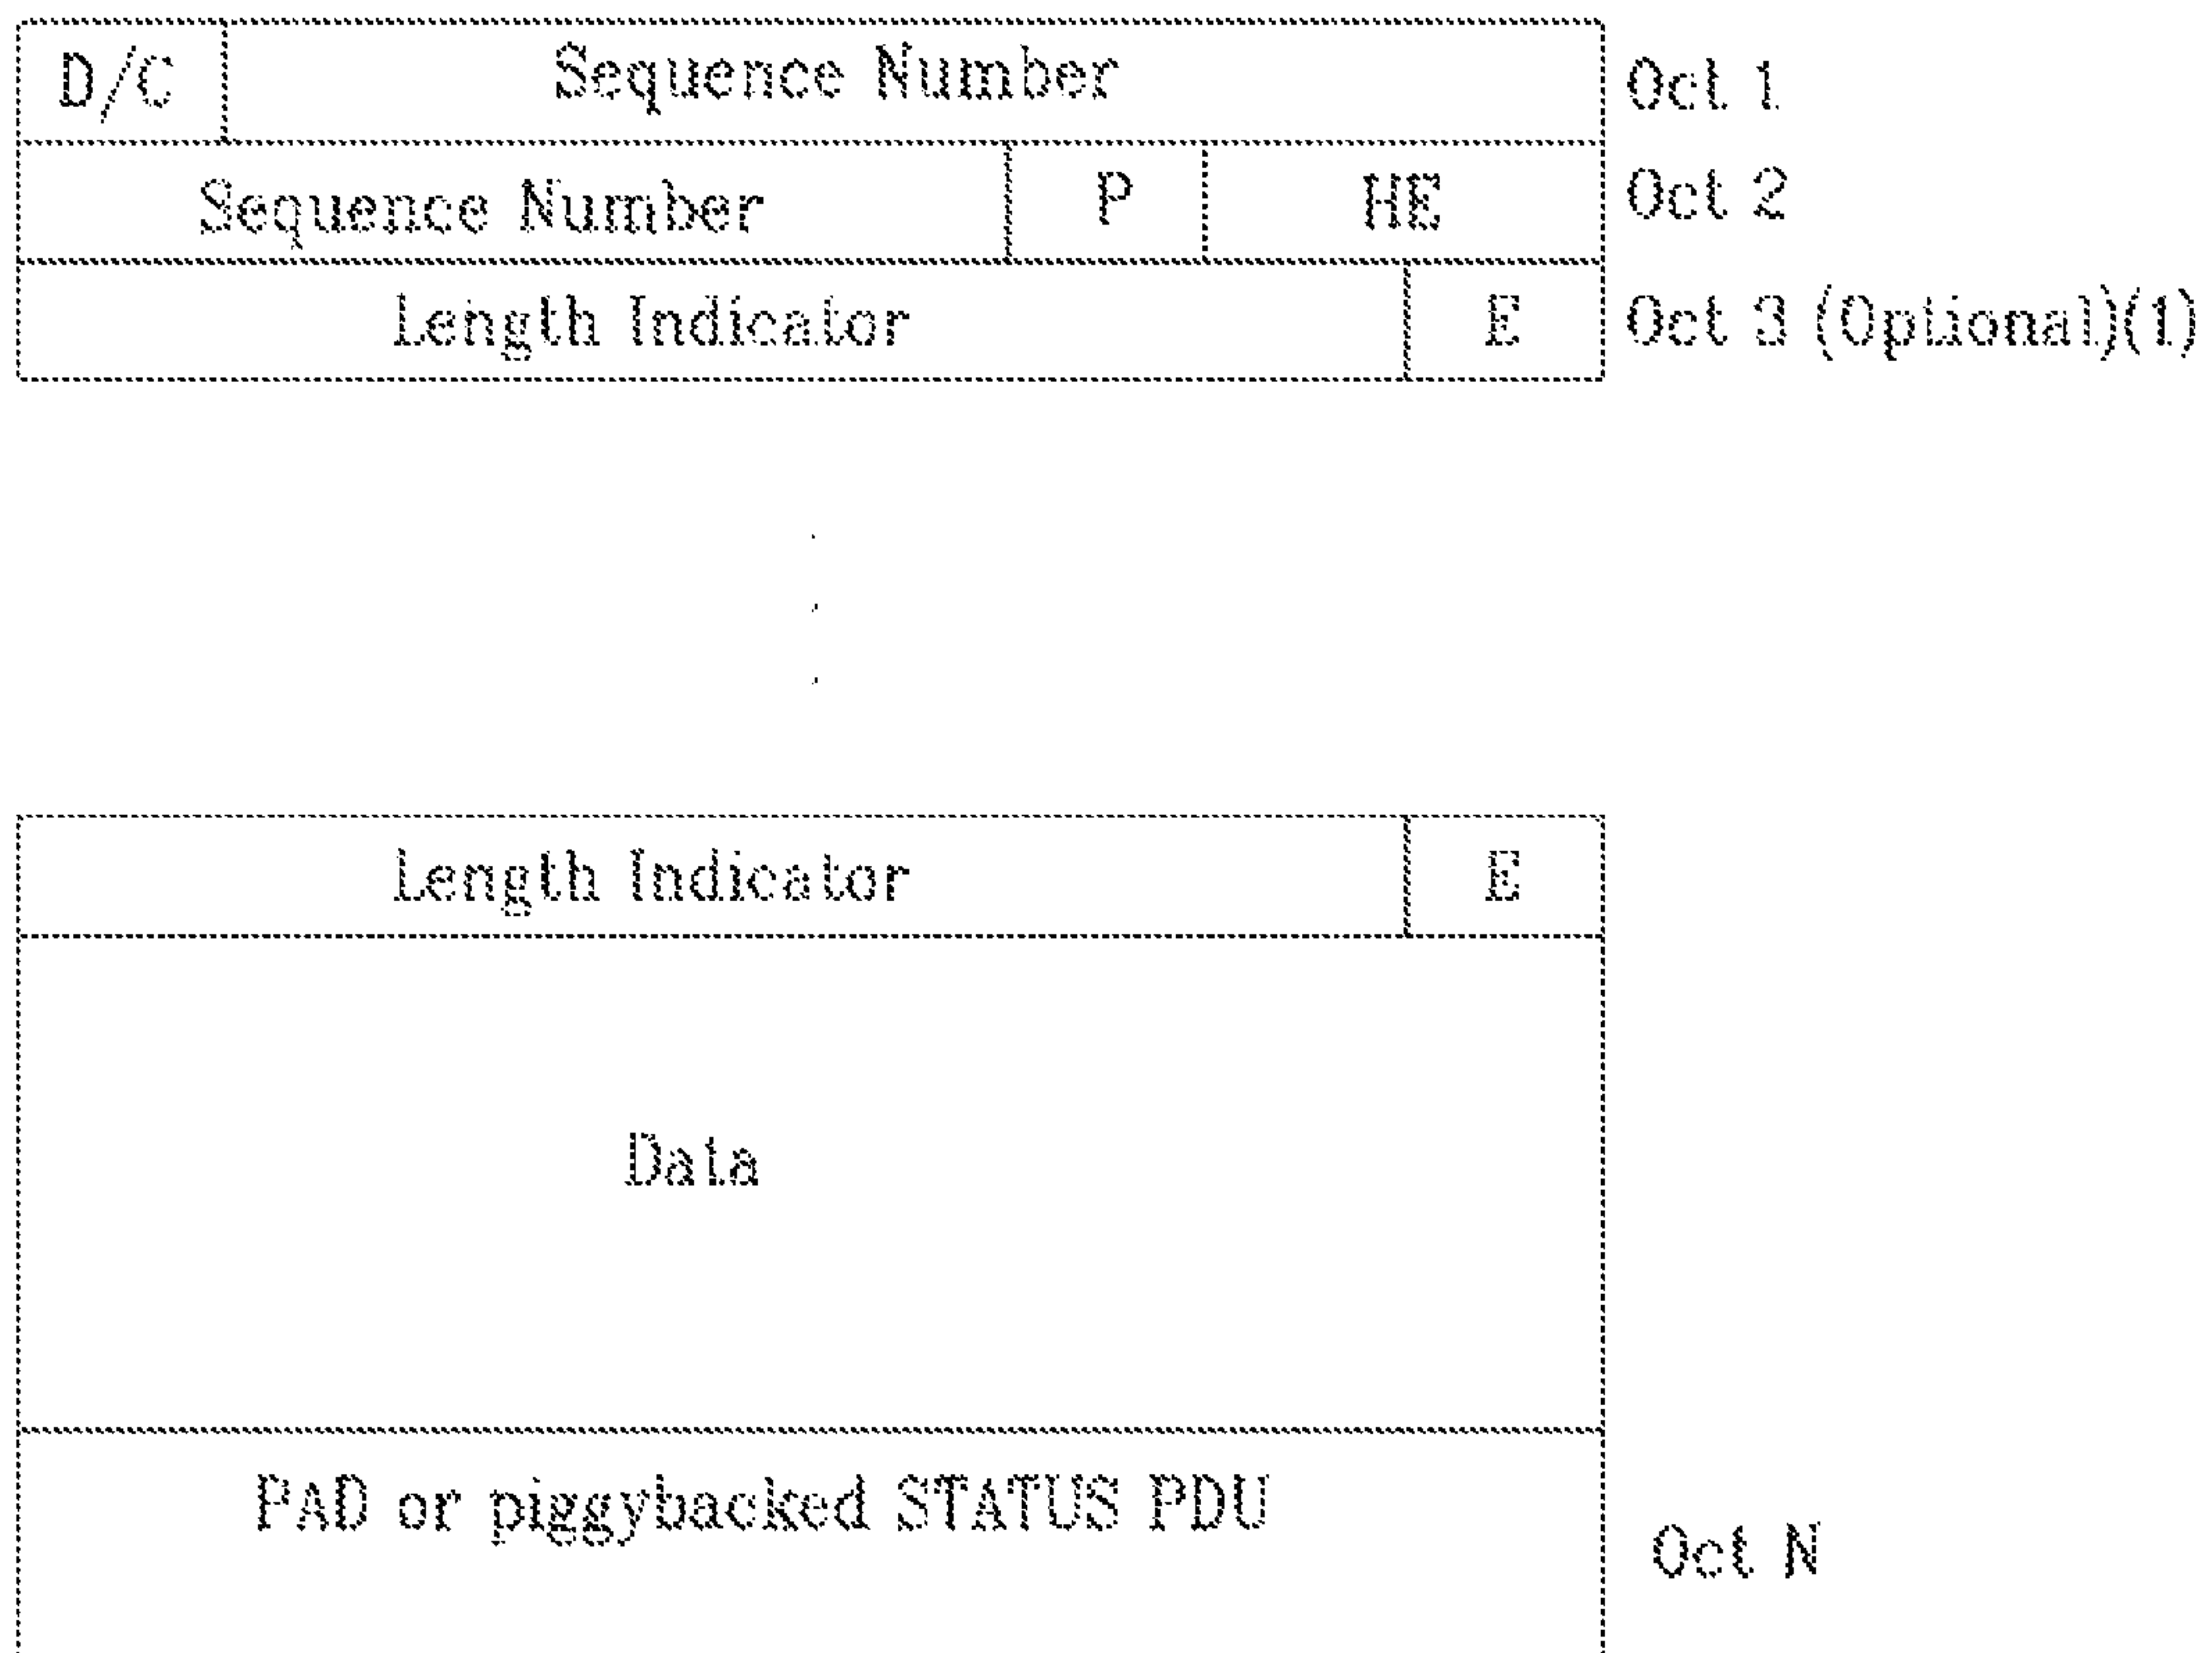 D/C Sequence Number Oct 1
Sequence Number P HE Oct 2
Length Indicator E Oct 3 (Optional)(1)
Length Indicator E
Data
PAD or piggybacked STATUS PDU
Oct N